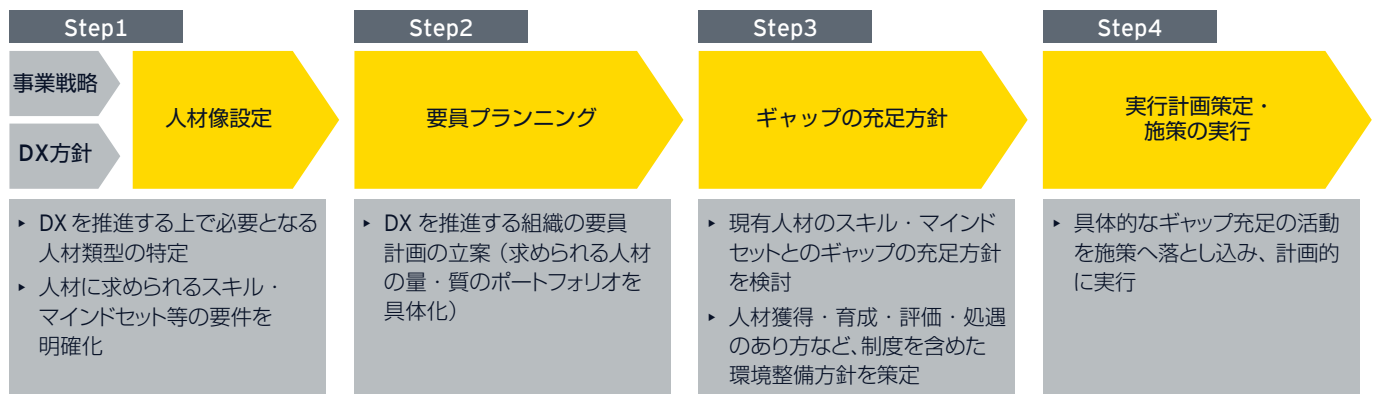 Step1
事業戦略
DX方針
人材像設定
‣ DX を推進する上で必要となる
人材類型の特定
‣ 人材に求められるスキル・
マインドセット等の要件を
明確化
Step2
要員プランニング
‣ DX を推進する組織の要員
計画の立案（求められる人材
の量・質のポートフォリオを
具体化）
Step3
ギャップの充足方針
‣ 現有人材のスキル・マインド
セットとのギャップの充足方針
を検討
‣ 人材獲得・育成・評価・処遇
のあり方など、制度を含めた
環境整備方針を策定
Step4
実行計画策定・
施策の実行
‣ 具体的なギャップ充足の活動
を施策へ落とし込み、計画的
に実行